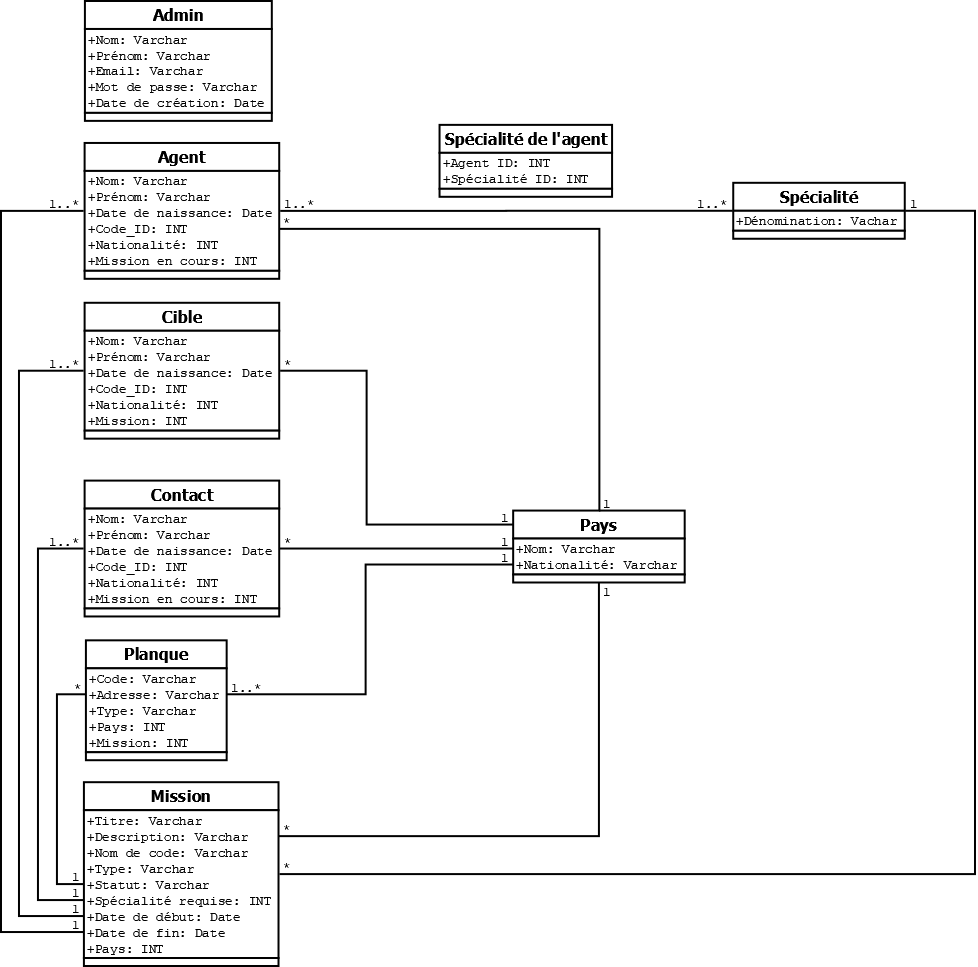 Admin
+Nom: Varchar
+Prénom: Varchar
+Email: Varchar
+Mot de passe: Varchar
+Date de création: Date
Spécialité de l'agent
+Agent ID: INT
+Spécialité ID: INT
Agent
+Nom: Varchar
+Prénom: Varchar
+Date de naissance: Date
+Code_ID: INT
+Nationalité: INT
+Mission en cours: INT
1..*
1..*
*
1..*
Spécialité
+Dénomination: Vachar
1
Cible
+Nom: Varchar
+Prénom: Varchar
+Date de naissance: Date
+Code_ID: INT
+Nationalité: INT
+Mission: INT
1..*
*
Contact
+Nom: Varchar
+Prénom: Varchar
+Date de naissance: Date
+Code_ID: INT
+Nationalité: INT
+Mission en cours: INT
1..*
*
1
1
1
1
Pays
+Nom: Varchar
+Nationalité: Varchar
1
Planque
+Code: Varchar
+Adresse: Varchar
+Type: Varchar
+Pays: INT
+Mission: INT
*
1..*
Mission
+Titre: Varchar
+Description: Varchar
+Nom de code: Varchar
+Type: Varchar
+Statut: Varchar
+Spécialité requise: INT
+Date de début: Date
+Date de fin: Date
+Pays: INT
*
*
1
1
1
1